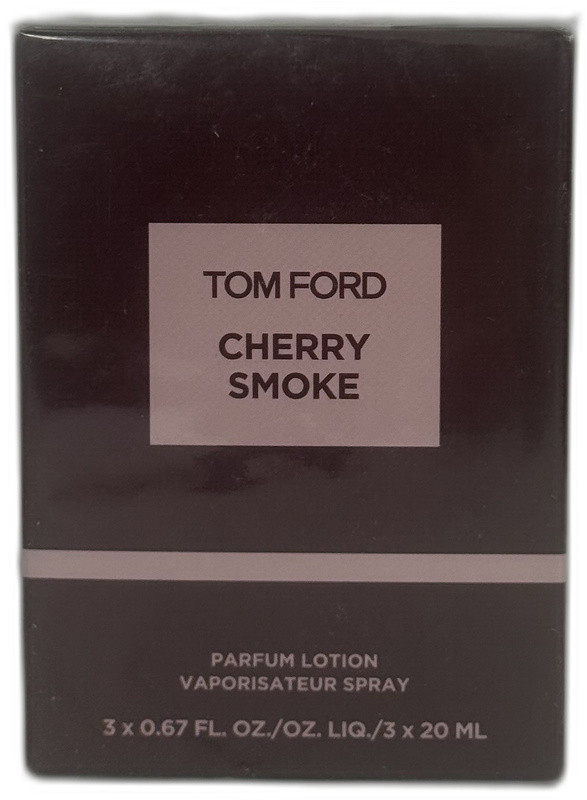 TOM FORD
CHERRY
SMOKE
PARFUM LOTION
VAPORISATEUR SPRAY
3 x 0.67 FL. OZ./OZ. LIQ./3 x 20 ML